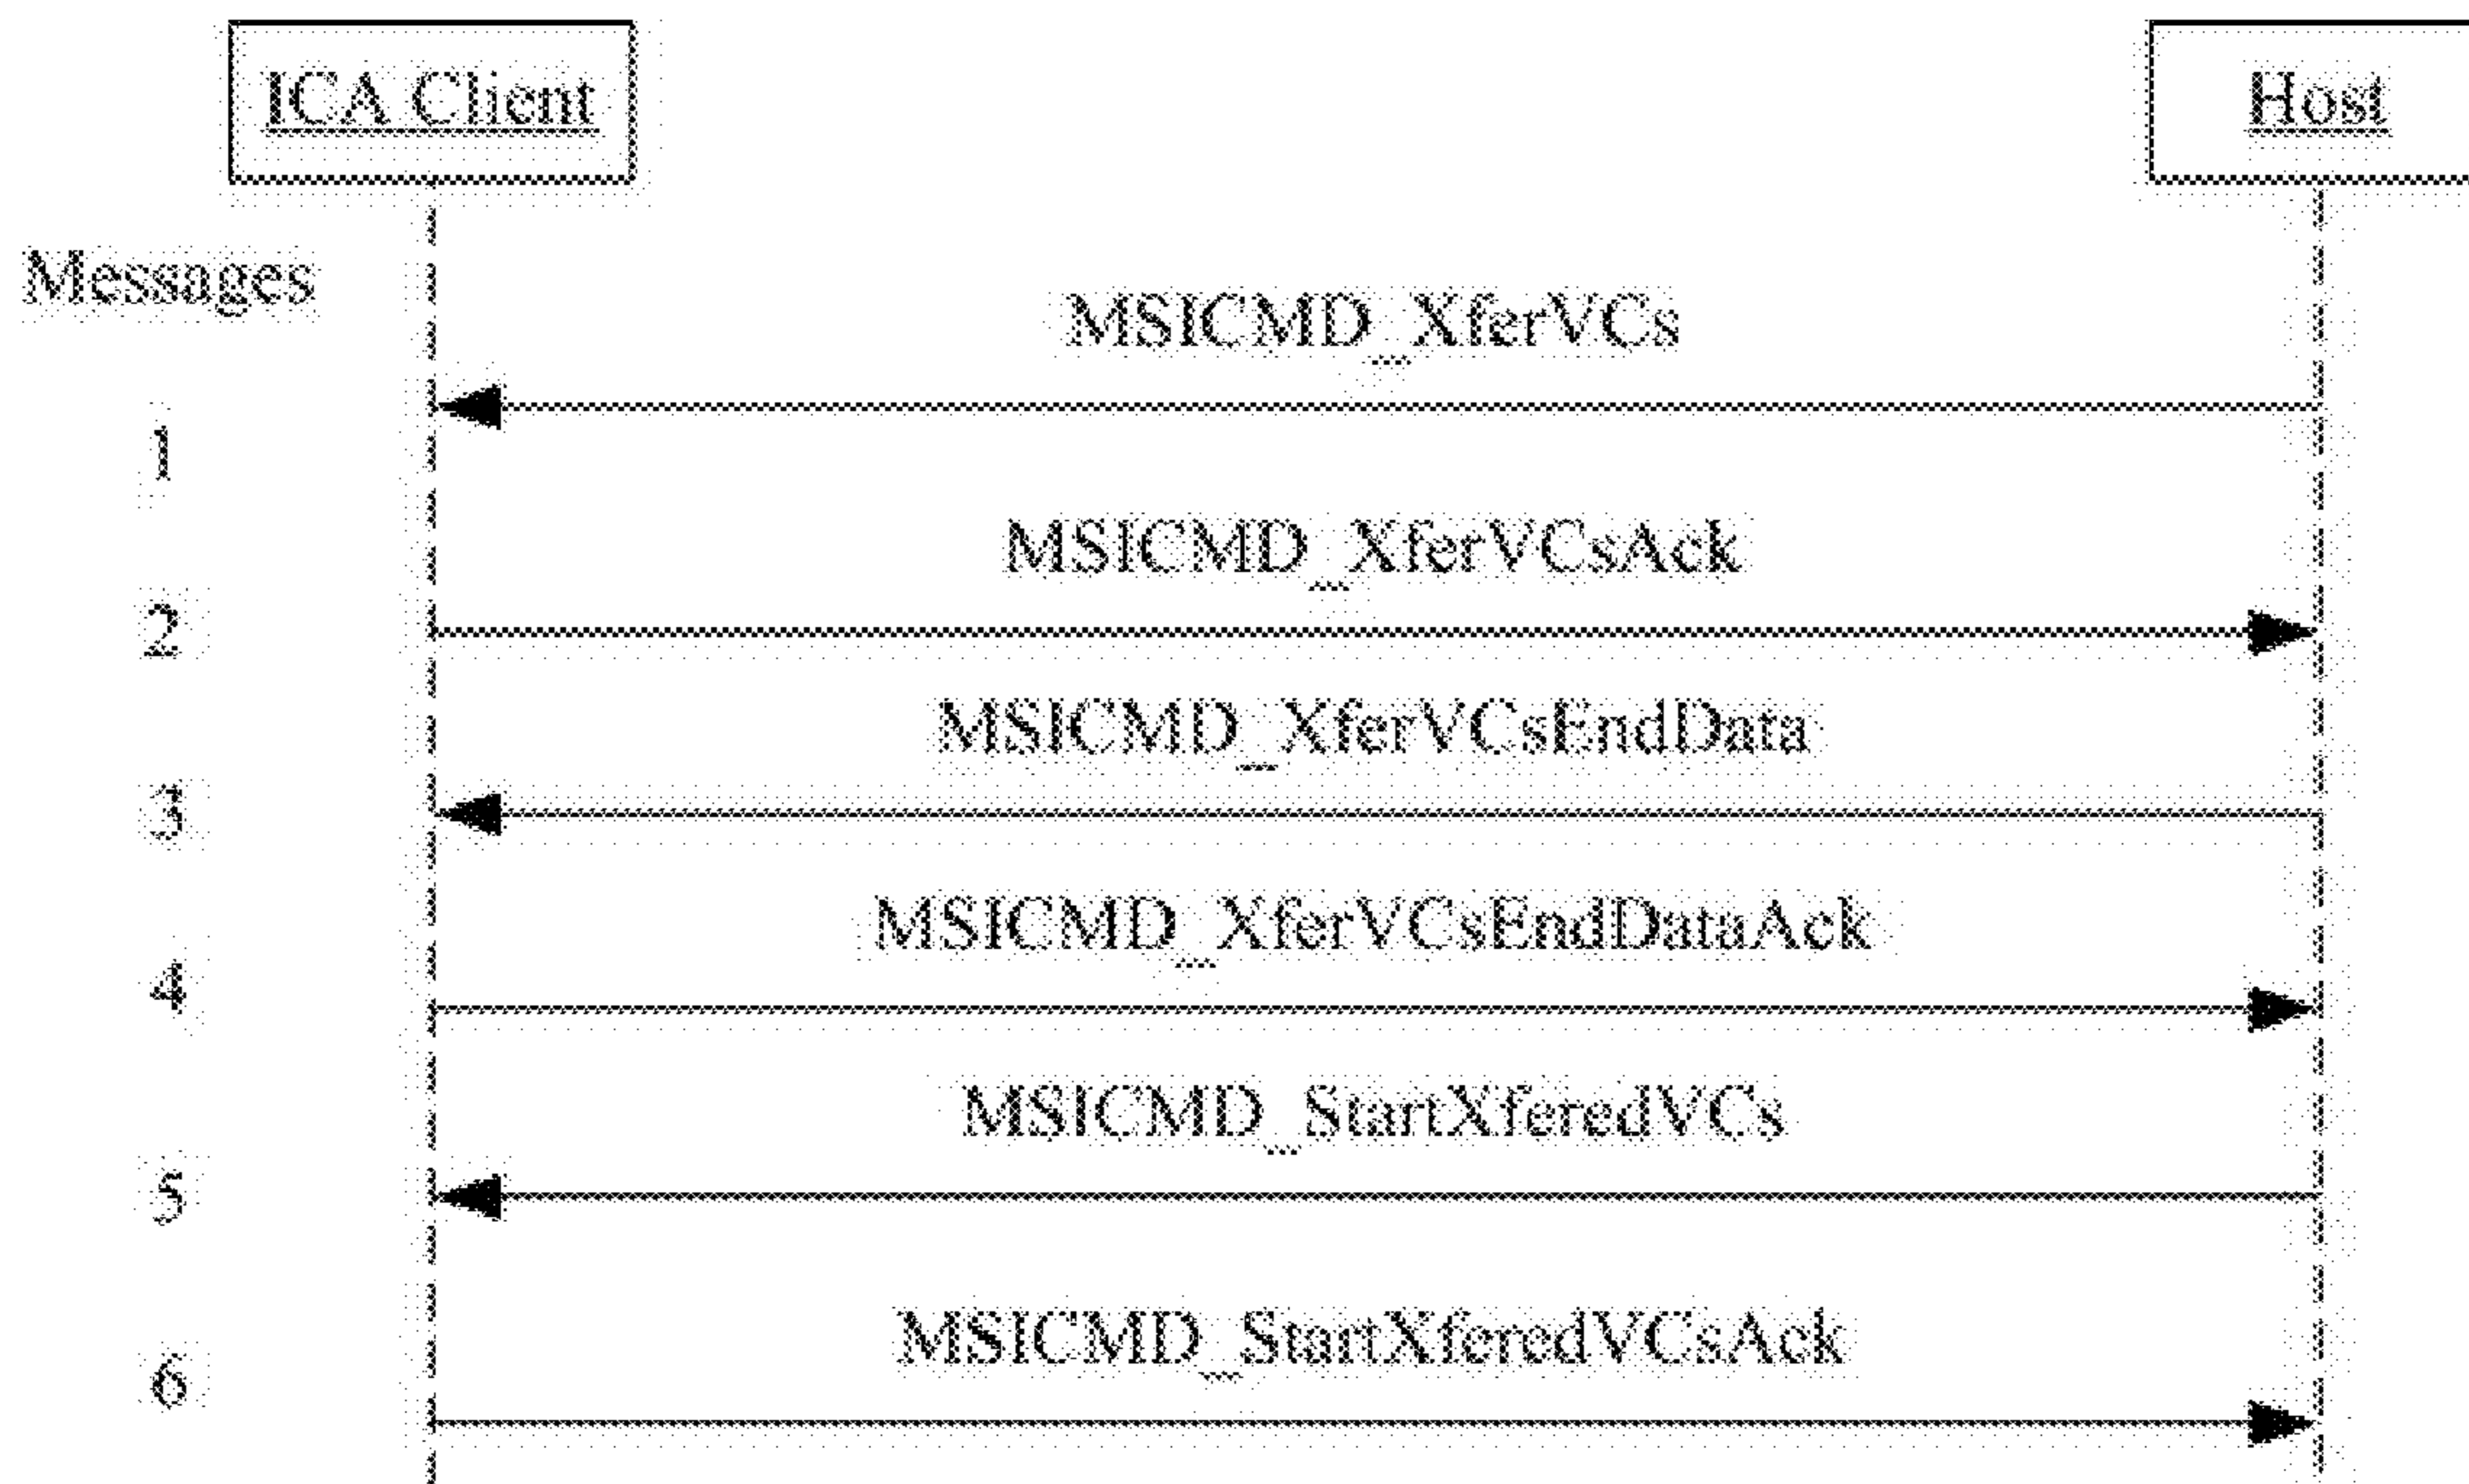 ICA Client
Host
Messages
MSICMD_XferVCs
1
MSICMD_XferVCsAck
2
MSICMD_XferVCsEndData
3
MSICMD_XferVCsEndDataAck
4
MSICMD_StartXferedVCs
5
MSICMD_StartXferedVCsAck
6